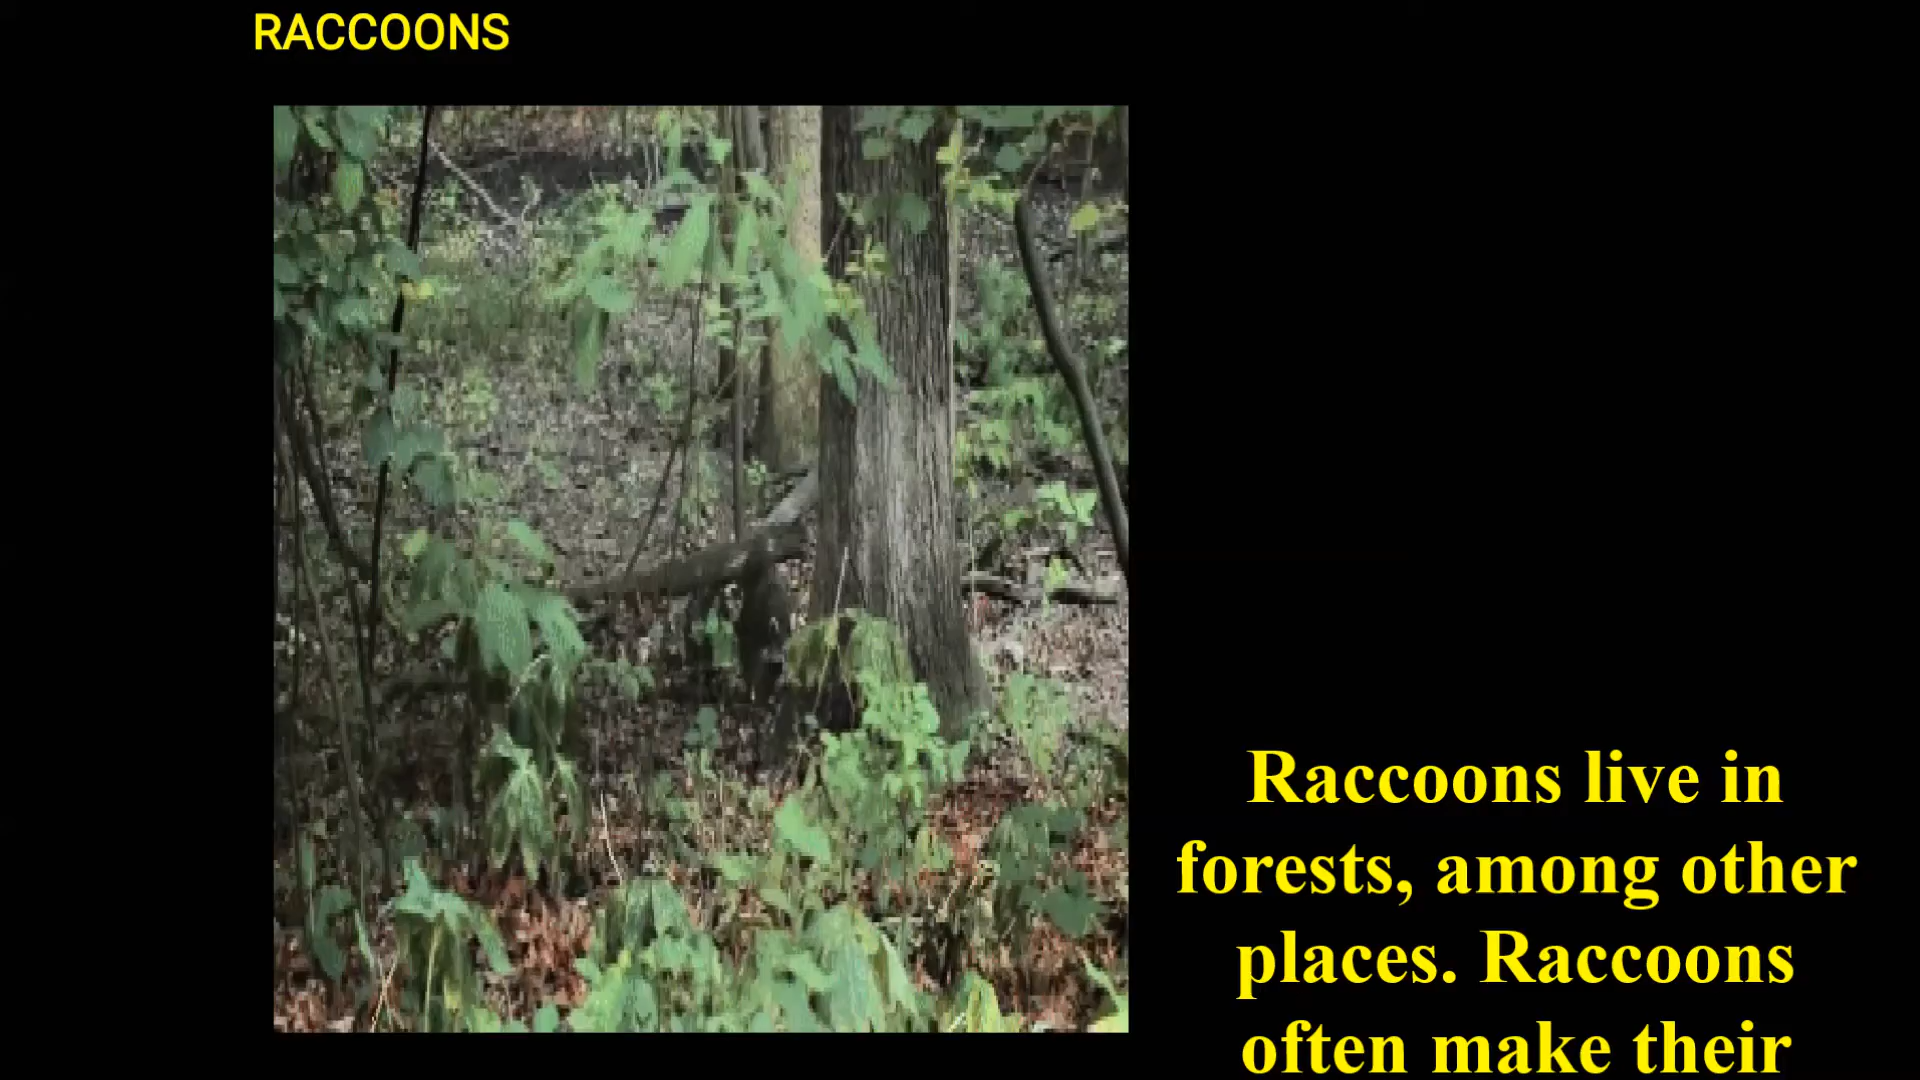 RACCOONS
Raccoons live in
forests, among other
places. Raccoons
often make their